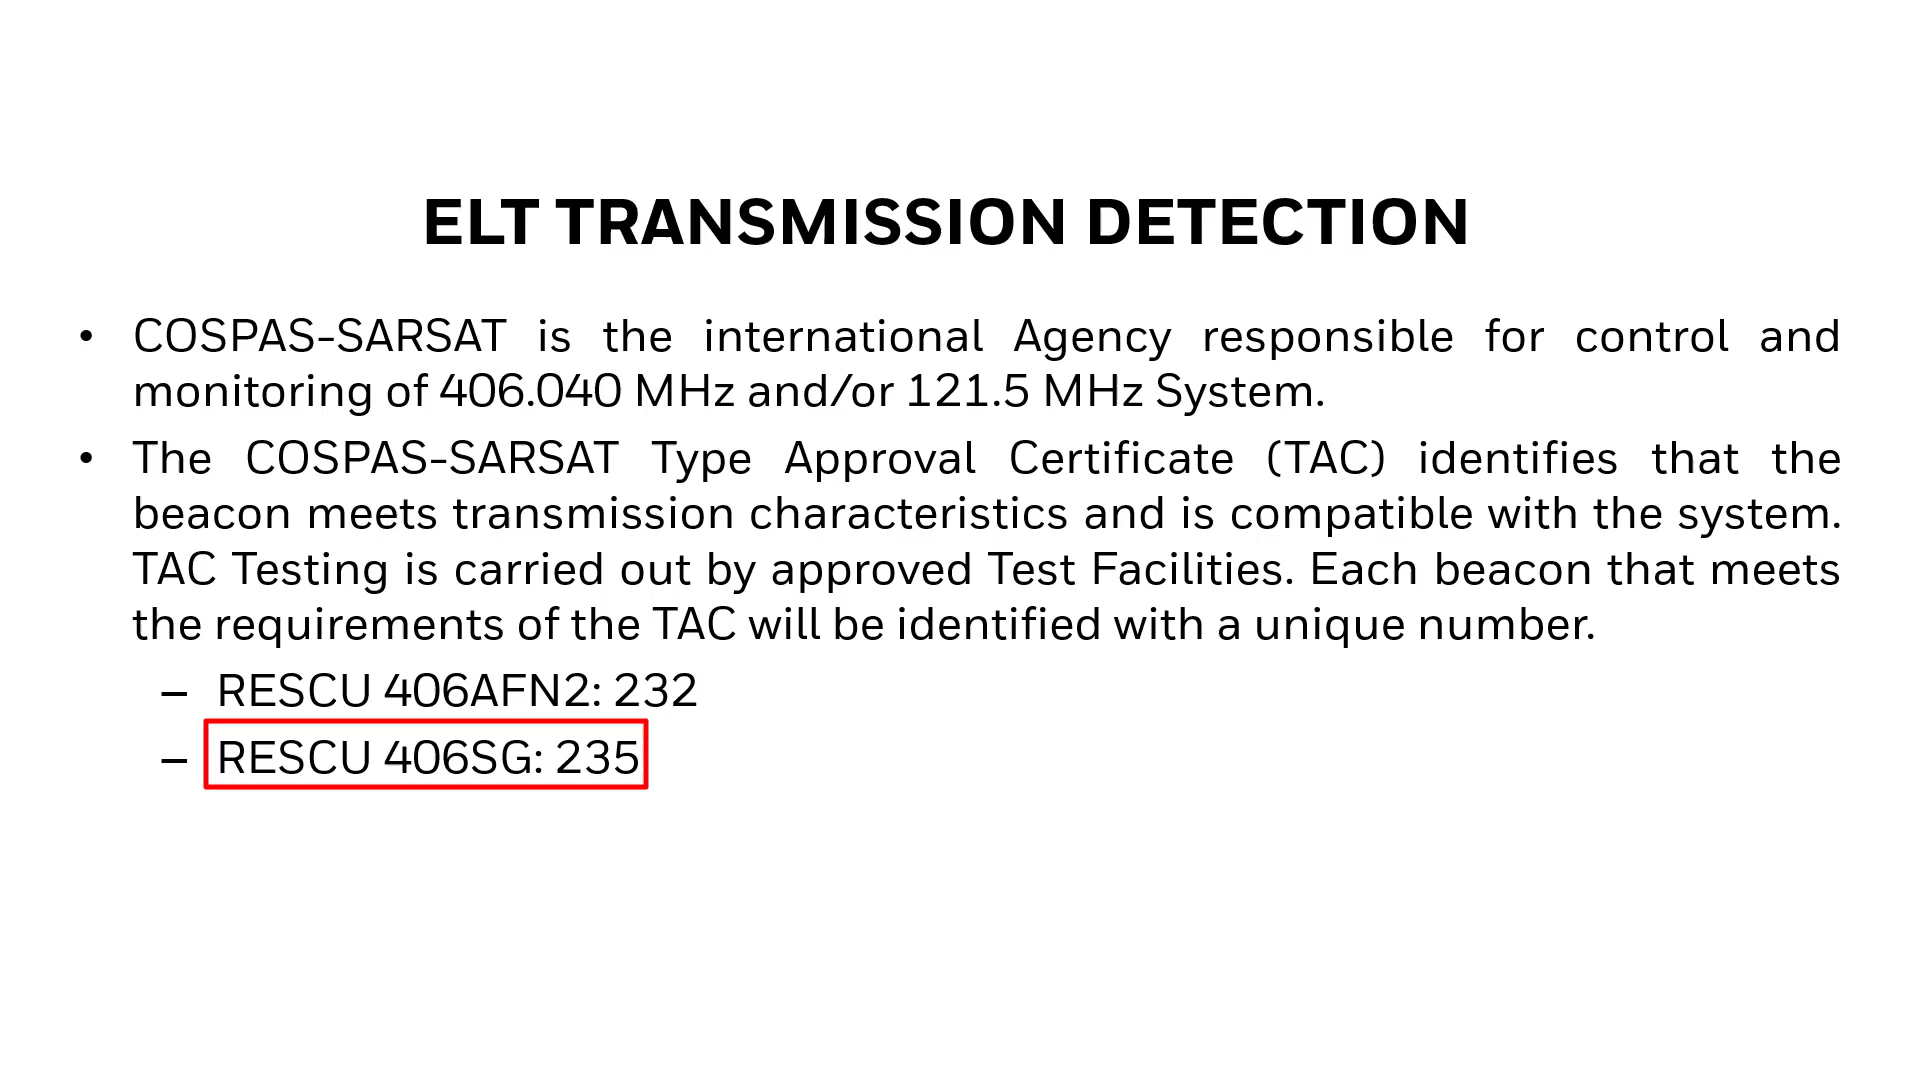 ELT TRANSMISSION DETECTION
• COSPAS-SARSAT is the international Agency responsible for control and
monitoring of 406.040 MHz and/or 121.5 MHz System.
• The COSPAS-SARSAT Type Approval Certificate (TAC) identifies that the
beacon meets transmission characteristics and is compatible with the system.
TAC Testing is carried out by approved Test Facilities. Each beacon that meets
the requirements of the TAC will be identified with a unique number.
– RESCU 406AFN2: 232
– RESCU 406SG: 235